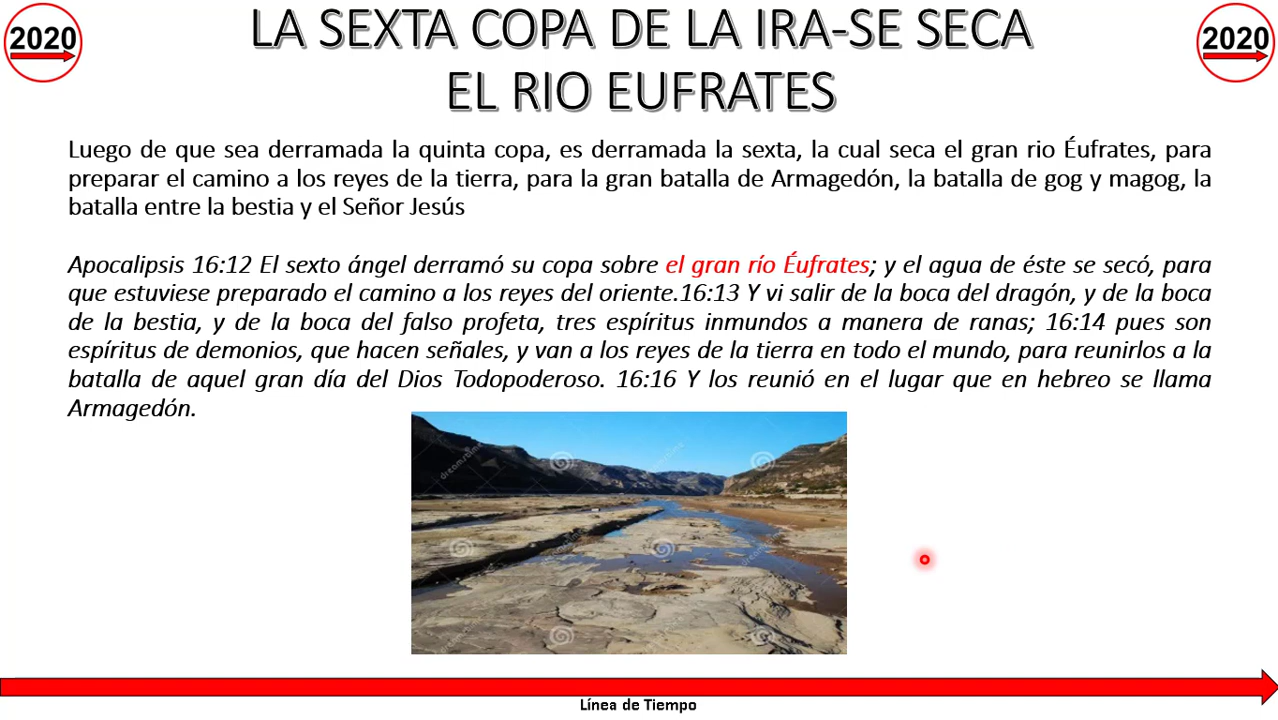 2020
LA SEXTA COPA DE LA IRA-SE SECA
EL RIO EUFRATES
2020
Luego de que sea derramada la quinta copa, es derramada la sexta, la cual seca el gran rio Éufrates, para
preparar el camino a los reyes de la tierra, para la gran batalla de Armagedón, la batalla de gog y magog, la
batalla entre la bestia y el Señor Jesús
Apocalipsis 16:12 El sexto ángel derramó su copa sobre el gran río Éufrates; y el agua de éste se secó, para
que estuviese preparado el camino a los reyes del oriente.16:13 Y vi salir de la boca del dragón, y de la boca
de la bestia, y de la boca del falso profeta, tres espíritus inmundos a manera de ranas; 16:14 pues son
espíritus de demonios, que hacen señales, y van a los reyes de la tierra en todo el mundo, para reunirlos a la
batalla de aquel gran día del Dios Todopoderoso. 16:16 Y los reunió en el lugar que en hebreo se llama
Armagedón.
dreamstime
dreamstime
dreamstime
dreamstime
dreamstime
dreamstime
Línea de Tiempo